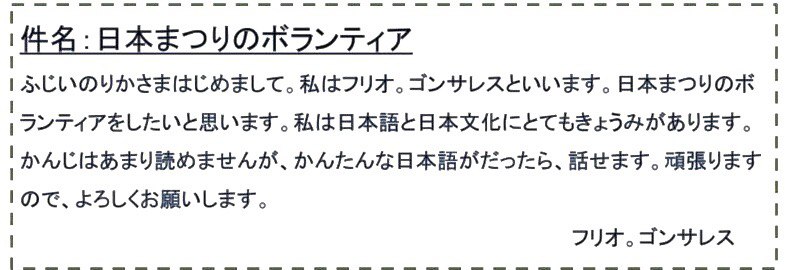 件名：日本まつりのボランティア
ふじいのりかさまはじめまして。私はフリオ。ゴンサレスといいます。日本まつりのボ
ランティアをしたいと思います。私は日本語と日本文化にとてもきょうみがあります。
かんじはあまり読めませんが、かんたんな日本語がだったら、話せます。頑張ります
ので、よろしくお願いします。
フリオ。ゴンサレス